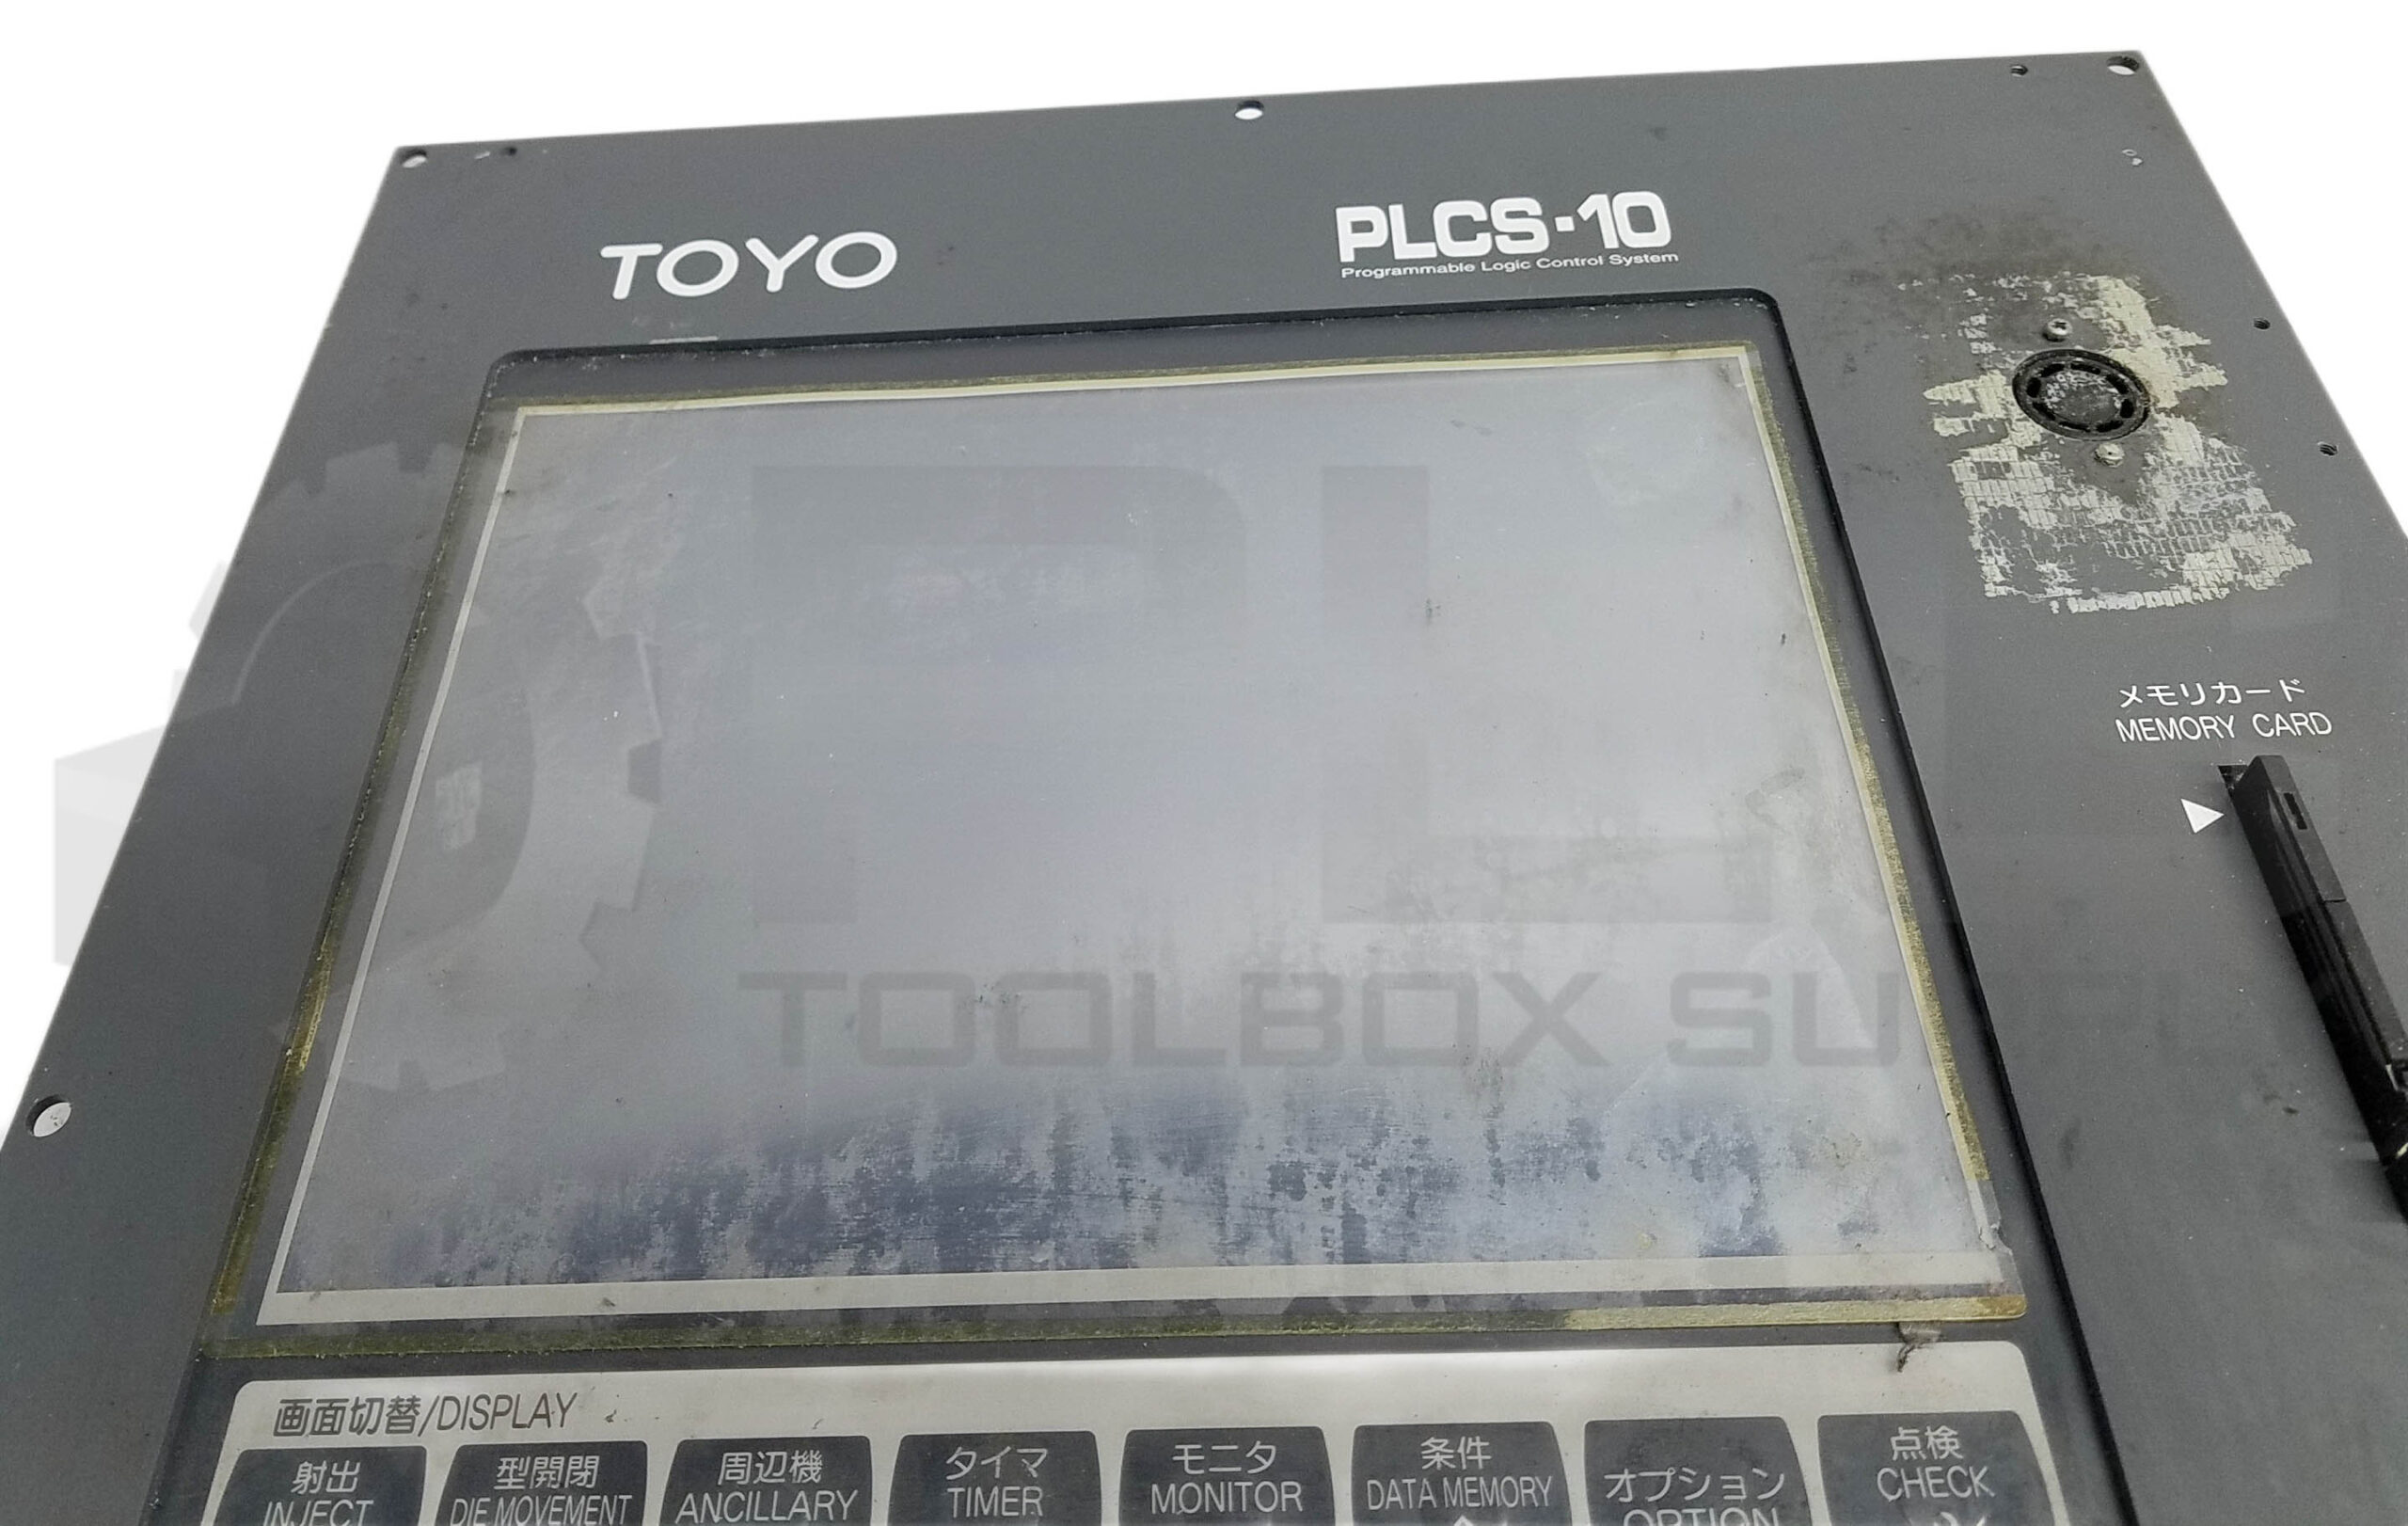 TOYO
PLCS-10
Programmable Logic Control System
メモリカード
MEMORY CARD
TOOLBOX SU
画面切替/DISPLAY
射出
INJECT
型開閉
DIE MOVEMENT
周辺機
ANCILLARY
タイマ
TIMER
モニタ
MONITOR
条件
DATA MEMORY
オプション
OPTION
点検
CHECK